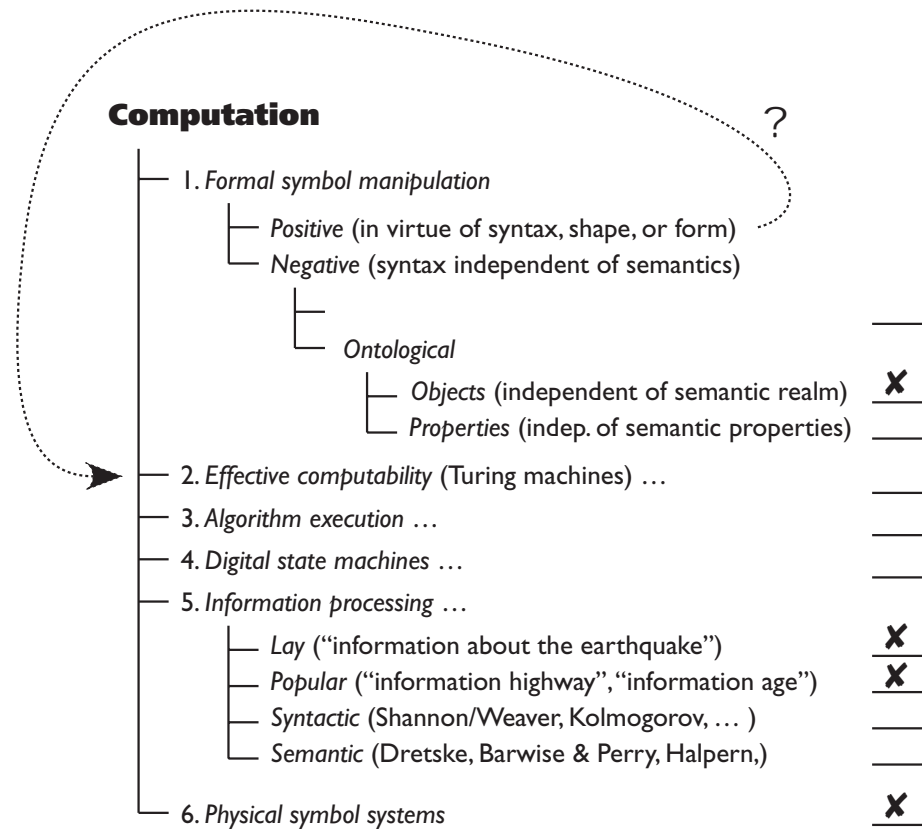 ?
Computation
1. Formal symbol manipulation
Positive (in virtue of syntax, shape, or form)
Negative (syntax independent of semantics)
Ontological
Objects (independent of semantic realm) ✘
Properties (indep. of semantic properties)
2. Effective computability (Turing machines) …
3. Algorithm execution …
4. Digital state machines …
5. Information processing …
Lay (“information about the earthquake”) ✘
Popular (“information highway”, “information age”) ✘
Syntactic (Shannon/Weaver, Kolmogorov, … )
Semantic (Dretske, Barwise & Perry, Halpern,)
6. Physical symbol systems ✘